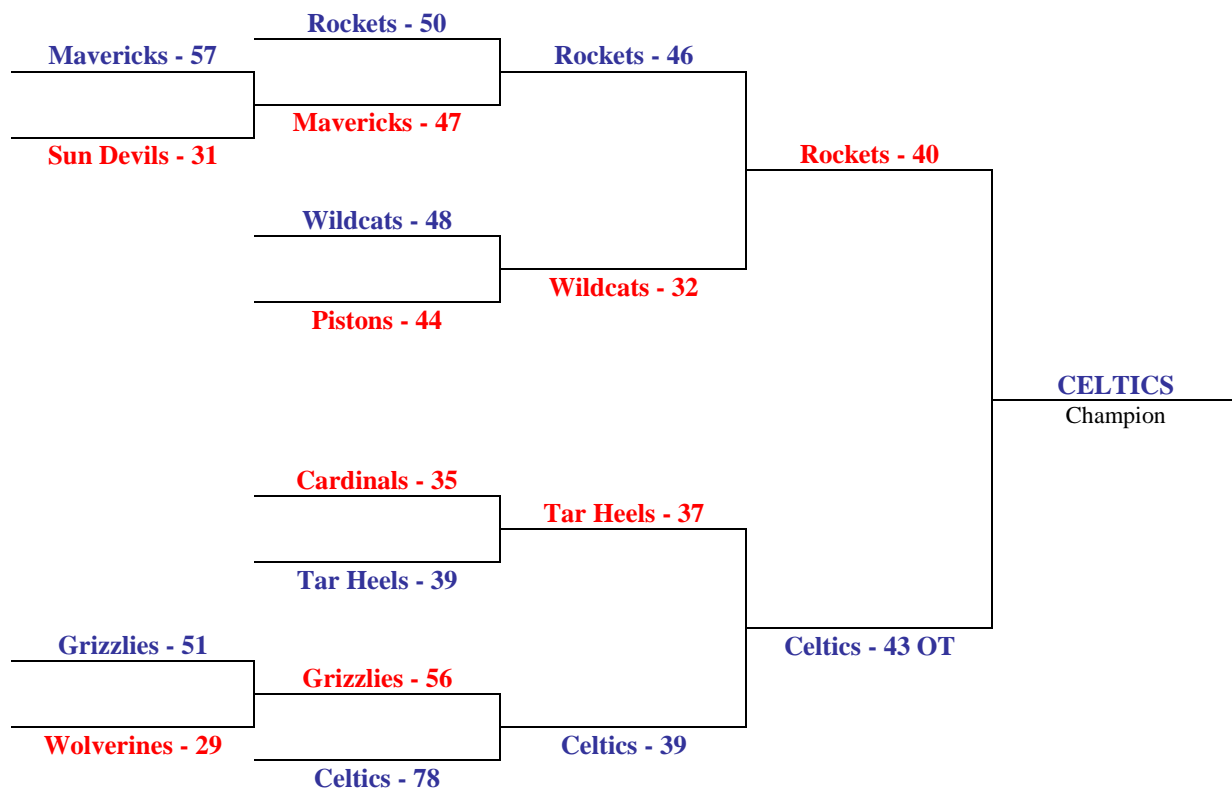 Rockets - 50
Mavericks - 57
Rockets - 46
Mavericks - 47
Sun Devils - 31
Rockets - 40
Wildcats - 48
Wildcats - 32
Pistons - 44
CELTICS
Champion
Cardinals - 35
Tar Heels - 37
Tar Heels - 39
Grizzlies - 51
Celtics - 43 OT
Grizzlies - 56
Wolverines - 29
Celtics - 39
Celtics - 78